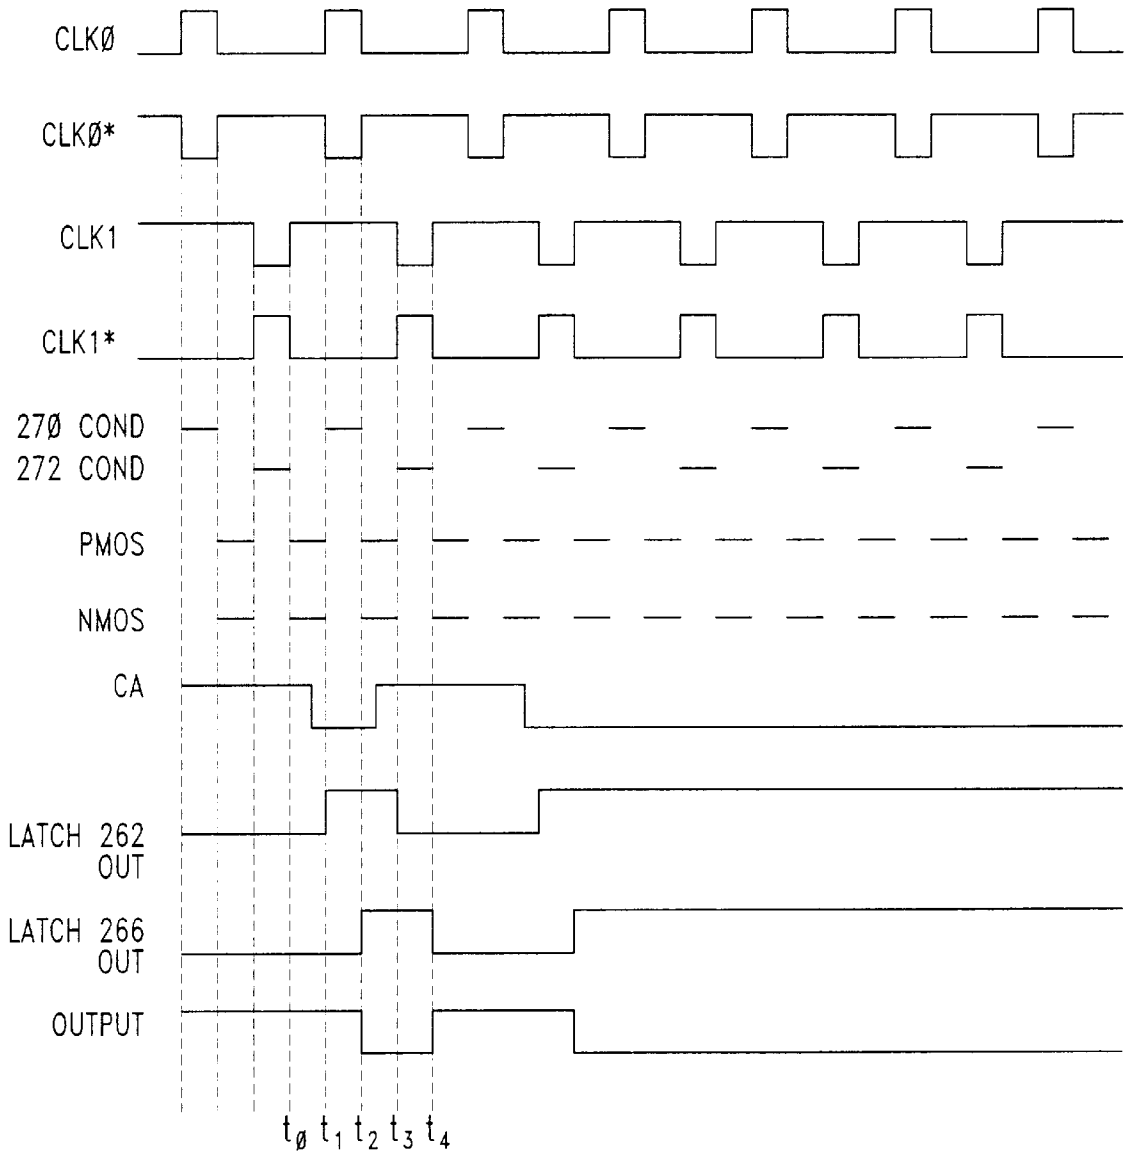 CLKØ
CLKØ*
CLK1
CLK1*
27Ø COND
272 COND
PMOS
NMOS
CA
LATCH 262
OUT
LATCH 266
OUT
OUTPUT
tø t1 t2 t3 t4